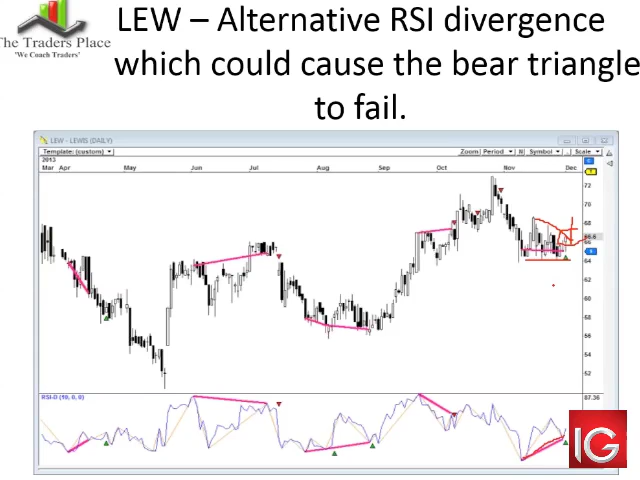 LEW – Alternative RSI divergence
The Traders Place
'We Coach Traders'
which could cause the bear triangle
to fail.
LEW - LEWIS (DAILY)
Template: (custom)
Zoom Period N Symbol Scale
2013
Mar Apr May Jun Jul Aug Sep Oct Nov Dec
72
70
68
66.6
66
64
62
60
58
56
54
52
RSI-D (10, 0, 0)
87.36
IG